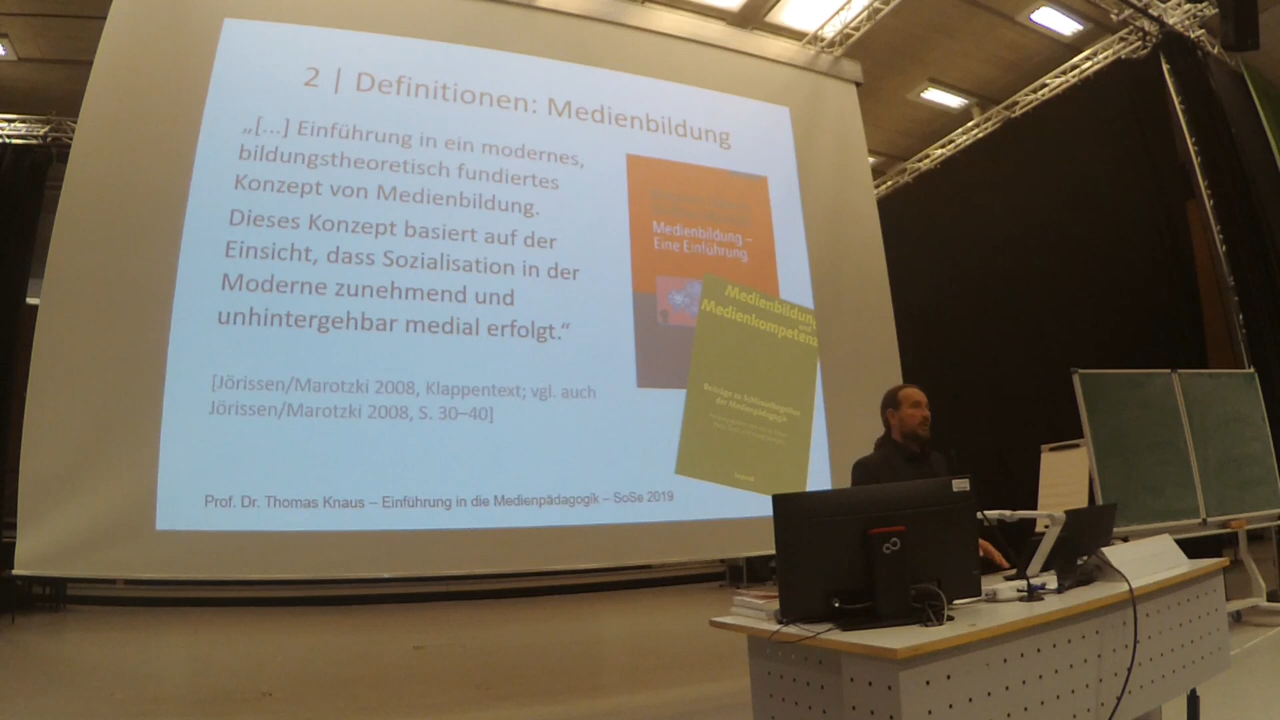 2 | Definitionen: Medienbildung
„[...] Einführung in ein modernes,
bildungstheoretisch fundiertes
Konzept von Medienbildung.
Dieses Konzept basiert auf der
Einsicht, dass Sozialisation in der
Moderne zunehmend und
unhintergehbar medial erfolgt.“
[Jörissen/Marotzki 2008, Klappentext; vgl. auch
Jörissen/Marotzki 2008, S. 30–40]
Medienbildung –
Eine Einführung
Medienbildung
und
Medienkompetenz
Beiträge zu Schlüsselbegriffen
der Medienpädagogik
Prof. Dr. Thomas Knaus – Einführung in die Medienpädagogik – SoSe 2019